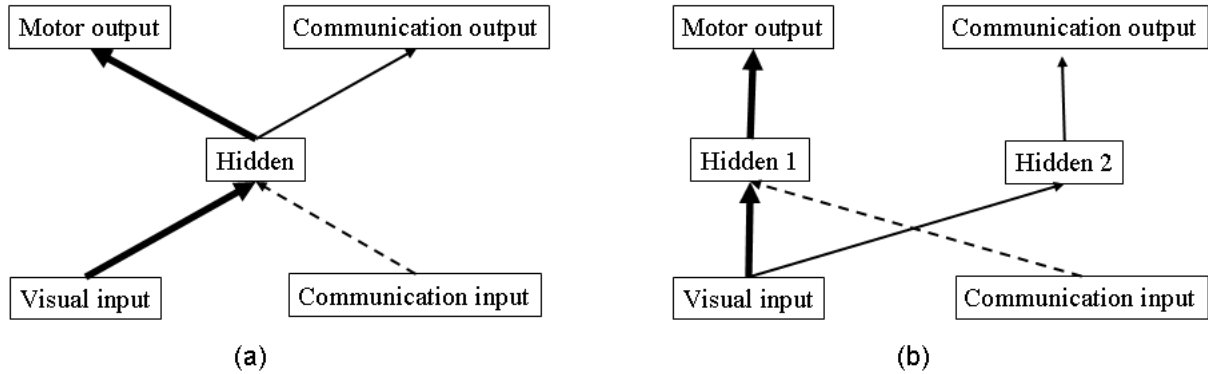 Motor output
Communication output
Hidden
Visual input
Communication input
(a)
Motor output
Communication output
Hidden 1
Hidden 2
Visual input
Communication input
(b)